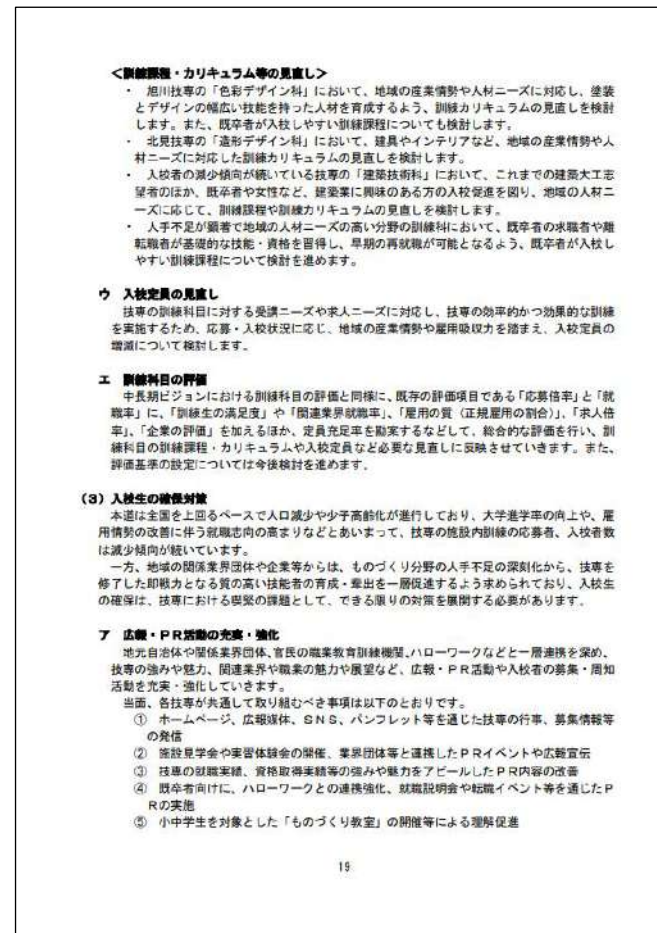 <訓練課程・カリキュラム等の見直し>
・ 旭川技専の「色彩デザイン科」において、地域の産業情勢や人材ニーズに対応し、塗装
とデザインの幅広い技能を持った人材を育成するよう、訓練カリキュラムの見直しを検討
します。また、既卒者が入校しやすい訓練課程についても検討します。
・ 北見技専の「造形デザイン科」において、建具やインテリアなど、地域の産業情勢や人
材ニーズに対応した訓練カリキュラムの見直しを検討します。
・ 入校者の減少傾向が続いている技専の「建築技術科」において、これまでの建築大工志
望者のほか、既卒者や女性など、建築業に興味のある方の入校促進を図り、地域の人材ニ
ーズに応じて、訓練課程や訓練カリキュラムの見直しを検討します。
・ 人手不足が顕著で地域の人材ニーズの高い分野の訓練科において、既卒者の求職者や離
転職者が基礎的な技能・資格を習得し、早期の再就職が可能となるよう、既卒者が入校し
やすい訓練課程について検討を進めます。
ウ 入校定員の見直し
技専の訓練科目に対する受講ニーズや求人ニーズに対応し、技専の効率的かつ効果的な訓練
を実施するため、応募・入校状況に応じ、地域の産業情勢や雇用吸収力を踏まえ、入校定員の
増減について検討します。
エ 訓練科目の評価
中長期ビジョンにおける訓練科目の評価と同様に、既存の評価項目である「応募倍率」と「就
職率」に、「訓練生の満足度」や「関連業界就職率」、「雇用の質(正規雇用の割合)」、「求人倍
率」、「企業の評価」を加えるほか、定員充足率を勘案するなどして、総合的な評価を行い、訓
練科目の訓練課程・カリキュラムや入校定員など必要な見直しに反映させていきます。また、
評価基準の設定については今後検討を進めます。
(3)入校生の確保対策
本道は全国を上回るペースで人口減少や少子高齢化が進行しており、大学進学率の向上や、雇
用情勢の改善に伴う就職志向の高まりなどとあいまって、技専の施設内訓練の応募者、入校者数
は減少傾向が続いています。
一方、地域の関係業界団体や企業等からは、ものづくり分野の人手不足の深刻化から、技専を
修了した即戦力となる質の高い技能者の育成・輩出を一層促進するよう求められており、入校生
の確保は、技専における喫緊の課題として、できる限りの対策を展開する必要があります。
ア 広報・PR活動の充実・強化
地元自治体や関係業界団体、官民の職業教育訓練機関、ハローワークなどと一層連携を深め、
技専の強みや魅力、関連業界や職業の魅力や展望など、広報・PR活動や入校者の募集・周知
活動を充実・強化していきます。
当面、各技専が共通して取り組むべき事項は以下のとおりです。
① ホームページ、広報媒体、SNS、パンフレット等を通じた技専の行事、募集情報等
の発信
② 施設見学会や実習体験会の開催、業界団体等と連携したPRイベントや広報宣伝
③ 技専の就職実績、資格取得実績等の強みや魅力をアピールしたPR内容の改善
④ 既卒者向けに、ハローワークとの連携強化、就職説明会や転職イベント等を通じたP
Rの実施
⑤ 小中学生を対象とした「ものづくり教室」の開催等による理解促進
19